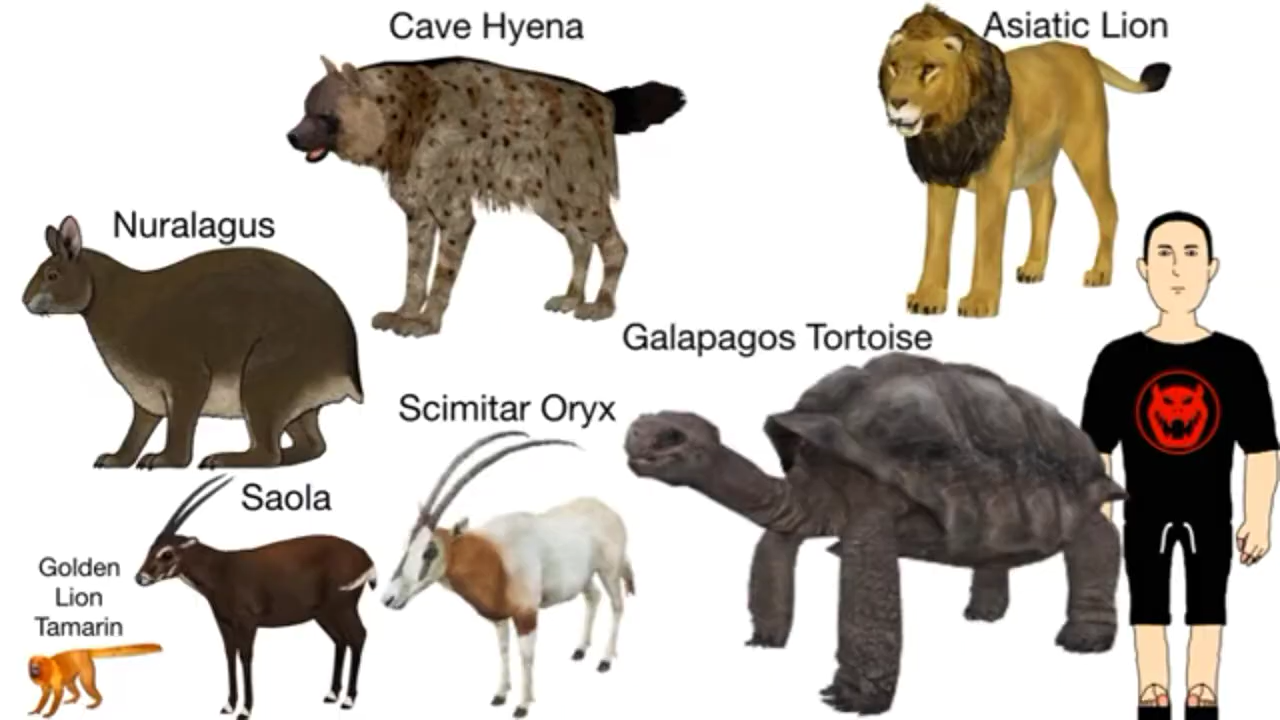 Cave Hyena
Asiatic Lion
Nuralagus
Galapagos Tortoise
Scimitar Oryx
Saola
Golden
Lion
Tamarin